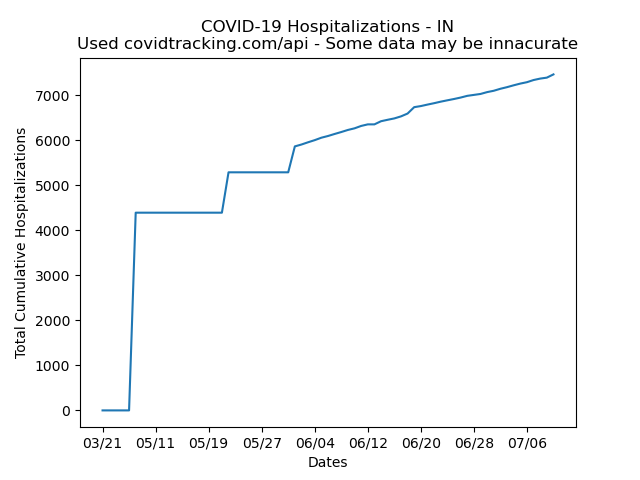 COVID-19 Hospitalizations - IN
Used covidtracking.com/api - Some data may be innacurate
Total Cumulative Hospitalizations
7000
6000
5000
4000
3000
2000
1000
0
03/21 05/11 05/19 05/27 06/04 06/12 06/20 06/28 07/06
Dates